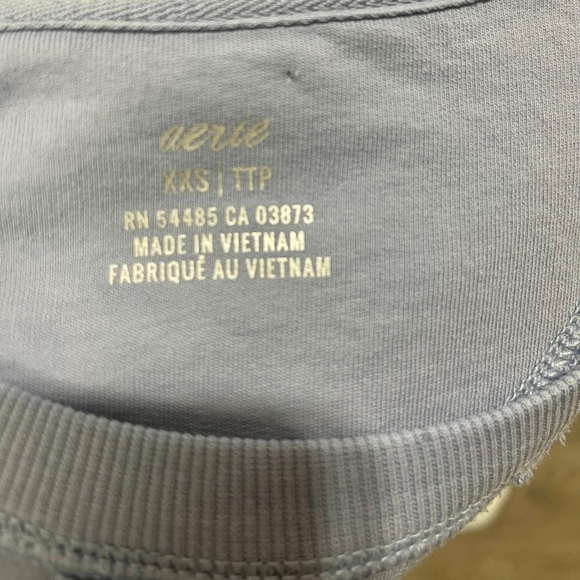 aerie
XXS | TTP
RN 54485 CA 03873
MADE IN VIETNAM
FABRIQUÉ AU VIETNAM